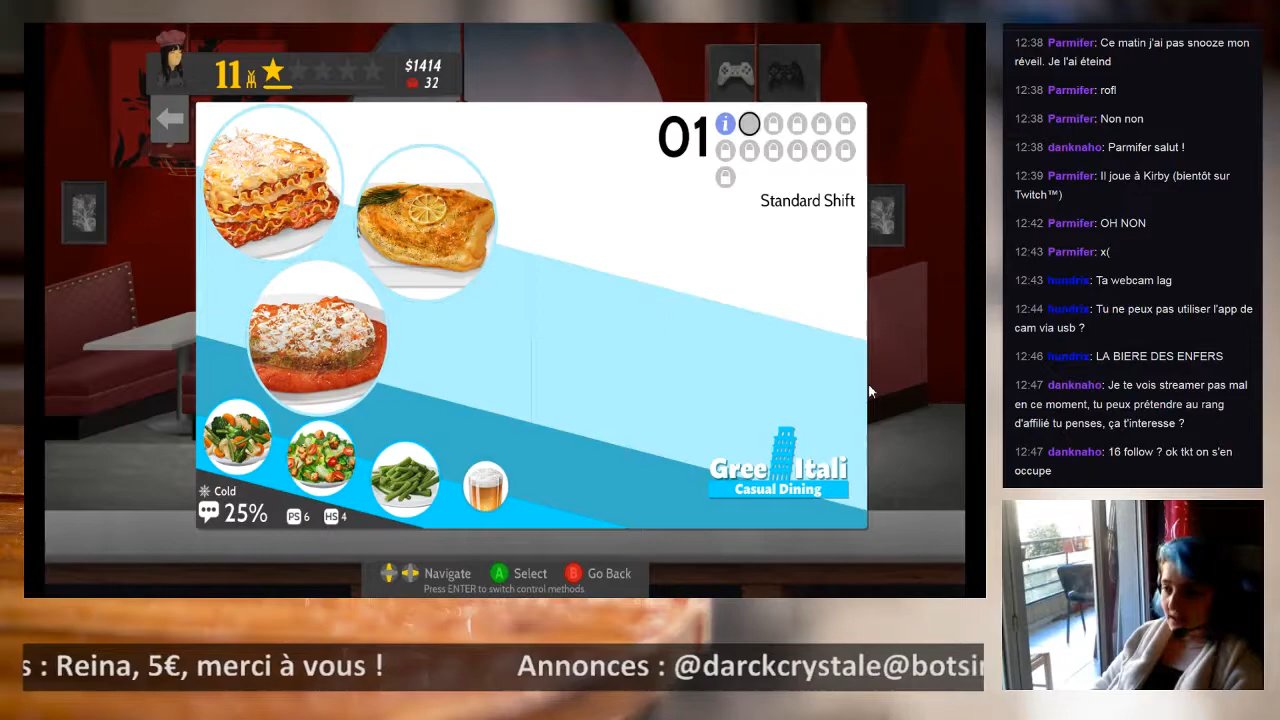 11
$1414
32
01
i
Standard Shift
Gree Itali
Casual Dining
Cold
25%
PS 6
HS 4
Navigate
A Select
B Go Back
Press ENTER to switch control methods.
12:38 Parmifer: Ce matin j'ai pas snooze mon
réveil. Je l'ai éteind
12:38 Parmifer: rofl
12:38 Parmifer: Non non
12:38 danknaho: Parmifer salut !
12:39 Parmifer: Il joue à Kirby (bientôt sur
Twitch™)
12:42 Parmifer: OH NON
12:43 Parmifer: x(
12:43 hundrix: Ta webcam lag
12:44 hundrix: Tu ne peux pas utiliser l'app de
cam via usb ?
12:46 hundrix: LA BIERE DES ENFERS
12:47 danknaho: Je te vois streamer pas mal
en ce moment, tu peux prétendre au rang
d'affilié tu penses, ça t'interesse ?
12:47 danknaho: 16 follow ? ok tkt on s'en
occupe
s : Reina, 5€, merci à vous !
Annonces : @darckcrystale@botsin